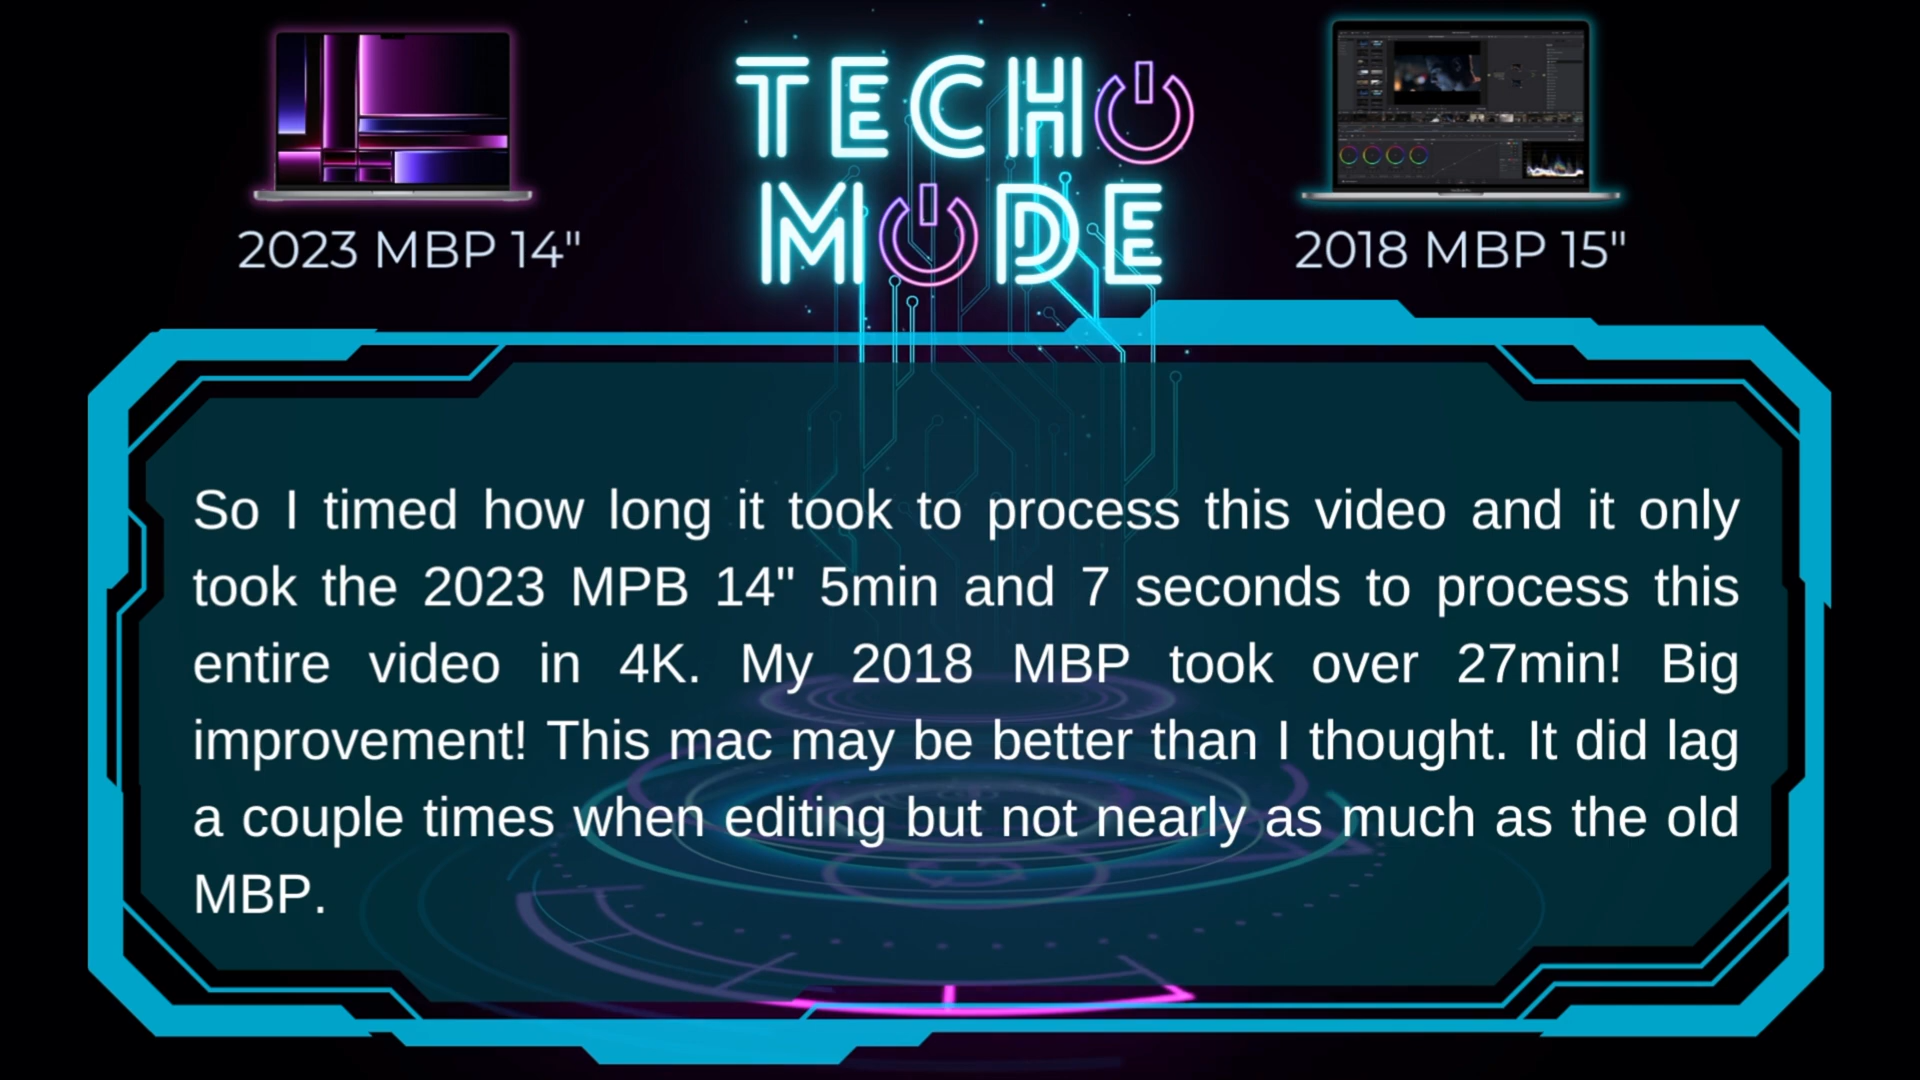 TECHO
MODE
2023 MBP 14"
2018 MBP 15"
So I timed how long it took to process this video and it only
took the 2023 MPB 14" 5min and 7 seconds to process this
entire video in 4K. My 2018 MBP took over 27min! Big
improvement! This mac may be better than I thought. It did lag
a couple times when editing but not nearly as much as the old
MBP.